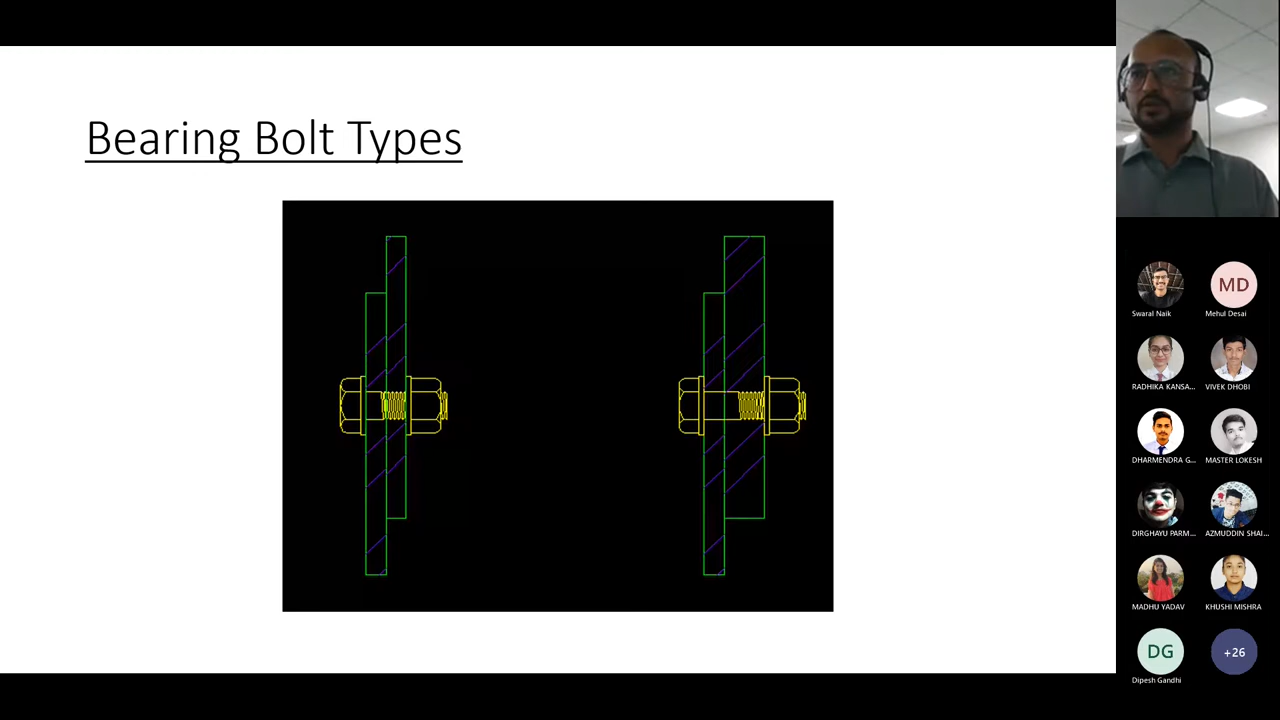 Bearing Bolt Types
Swaral Naik
MD
Mehul Desai
RADHIKA KANSA...
VIVEK DHOBI
DHARMENDRA G...
MASTER LOKESH
DIRGHAYU PARM...
AZMUDDIN SHAI...
MADHU YADAV
KHUSHI MISHRA
DG
Dipesh Gandhi
+26